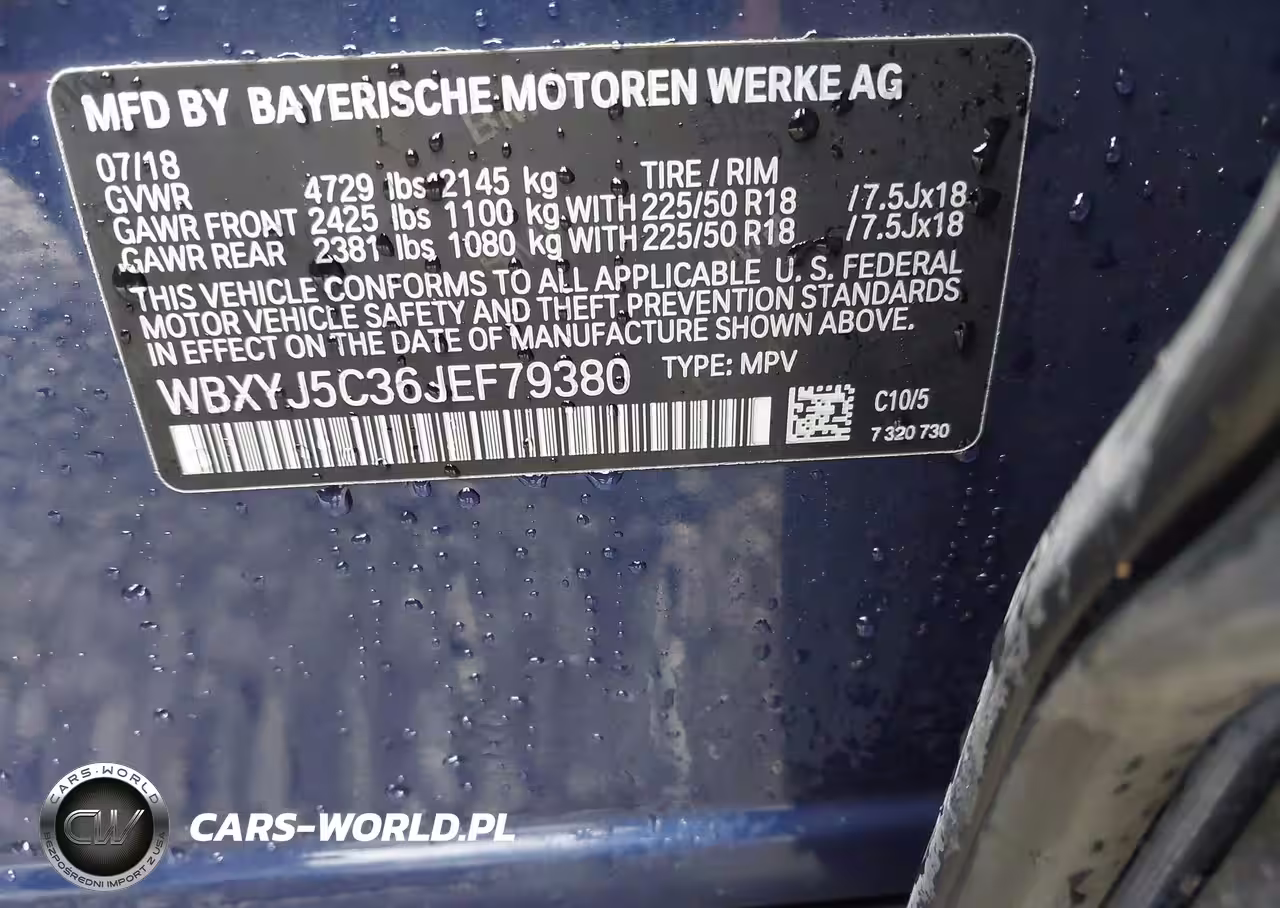 MFD BY BAYERISCHE MOTOREN WERKE AG
07/18 TIRE / RIM
GVWR 4729 lbs 2145 kg
GAWR FRONT 2425 lbs 1100 kg WITH 225/50 R18 /7.5Jx18
GAWR REAR 2381 lbs 1080 kg WITH 225/50 R18 /7.5Jx18
THIS VEHICLE CONFORMS TO ALL APPLICABLE U. S. FEDERAL
MOTOR VEHICLE SAFETY AND THEFT PREVENTION STANDARDS
IN EFFECT ON THE DATE OF MANUFACTURE SHOWN ABOVE.
WBXYJ5C36JEF79380 TYPE: MPV
C10/5
7 320 730
CARS-WORLD
CW
BEZPOŚREDNI IMPORT Z USA
CARS-WORLD.PL